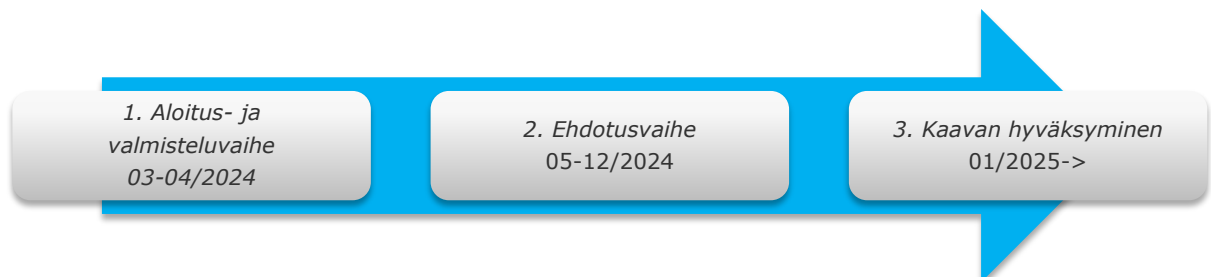 1. Aloitus- ja
valmisteluvaihe
03-04/2024
2. Ehdotusvaihe
05-12/2024
3. Kaavan hyväksyminen
01/2025->